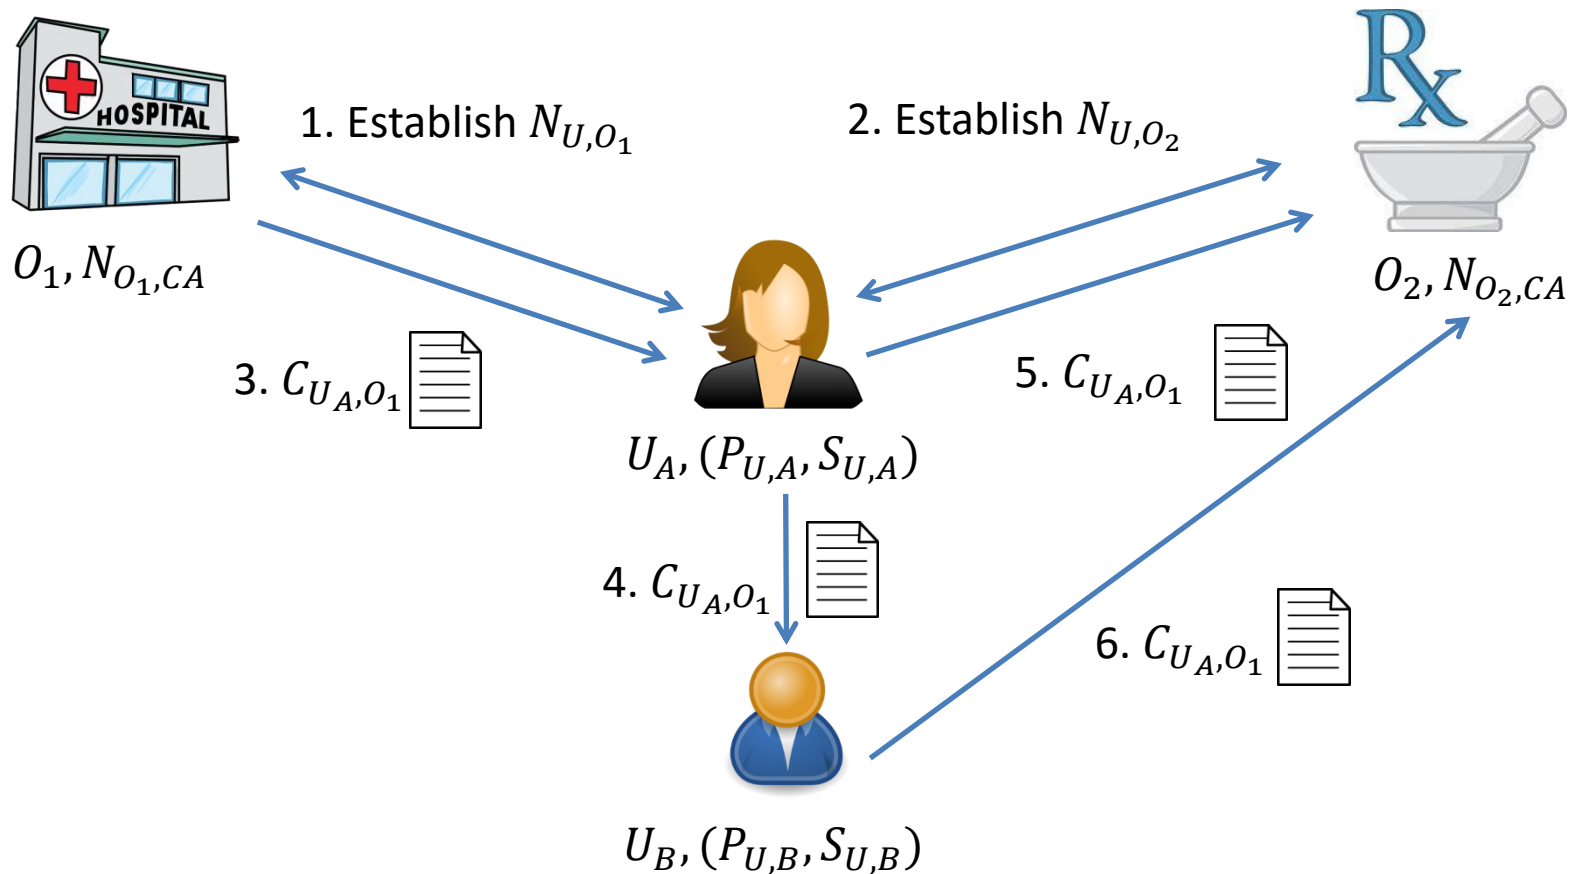 HOSPITAL
1. Establish N_{U,O_1}
2. Establish N_{U,O_2}
Rx
O_1, N_{O_1,CA}
O_2, N_{O_2,CA}
3. C_{U_A,O_1}
5. C_{U_A,O_1}
U_A, (P_{U,A}, S_{U,A})
4. C_{U_A,O_1}
6. C_{U_A,O_1}
U_B, (P_{U,B}, S_{U,B})